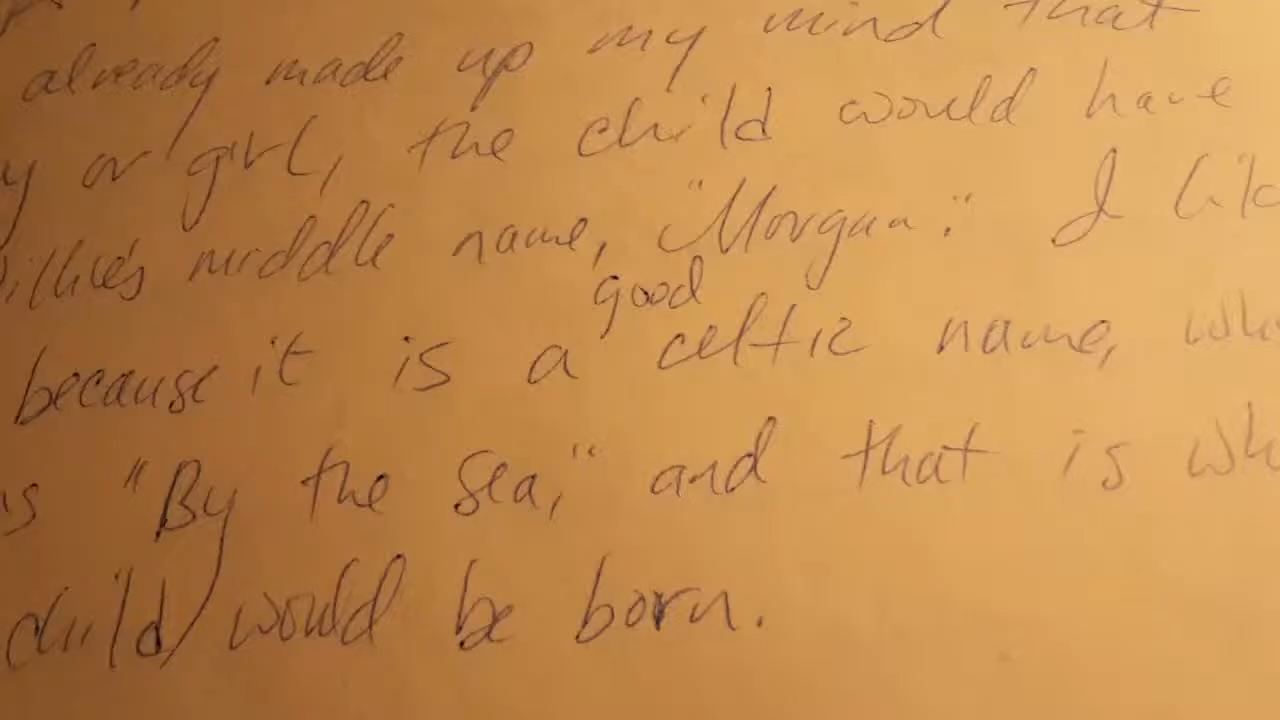 already made up my mind that
or girl, the child would have
middle name, "Morgan." I
good
because it is a celtic name,
"By the Sea," and that is
child would be born.